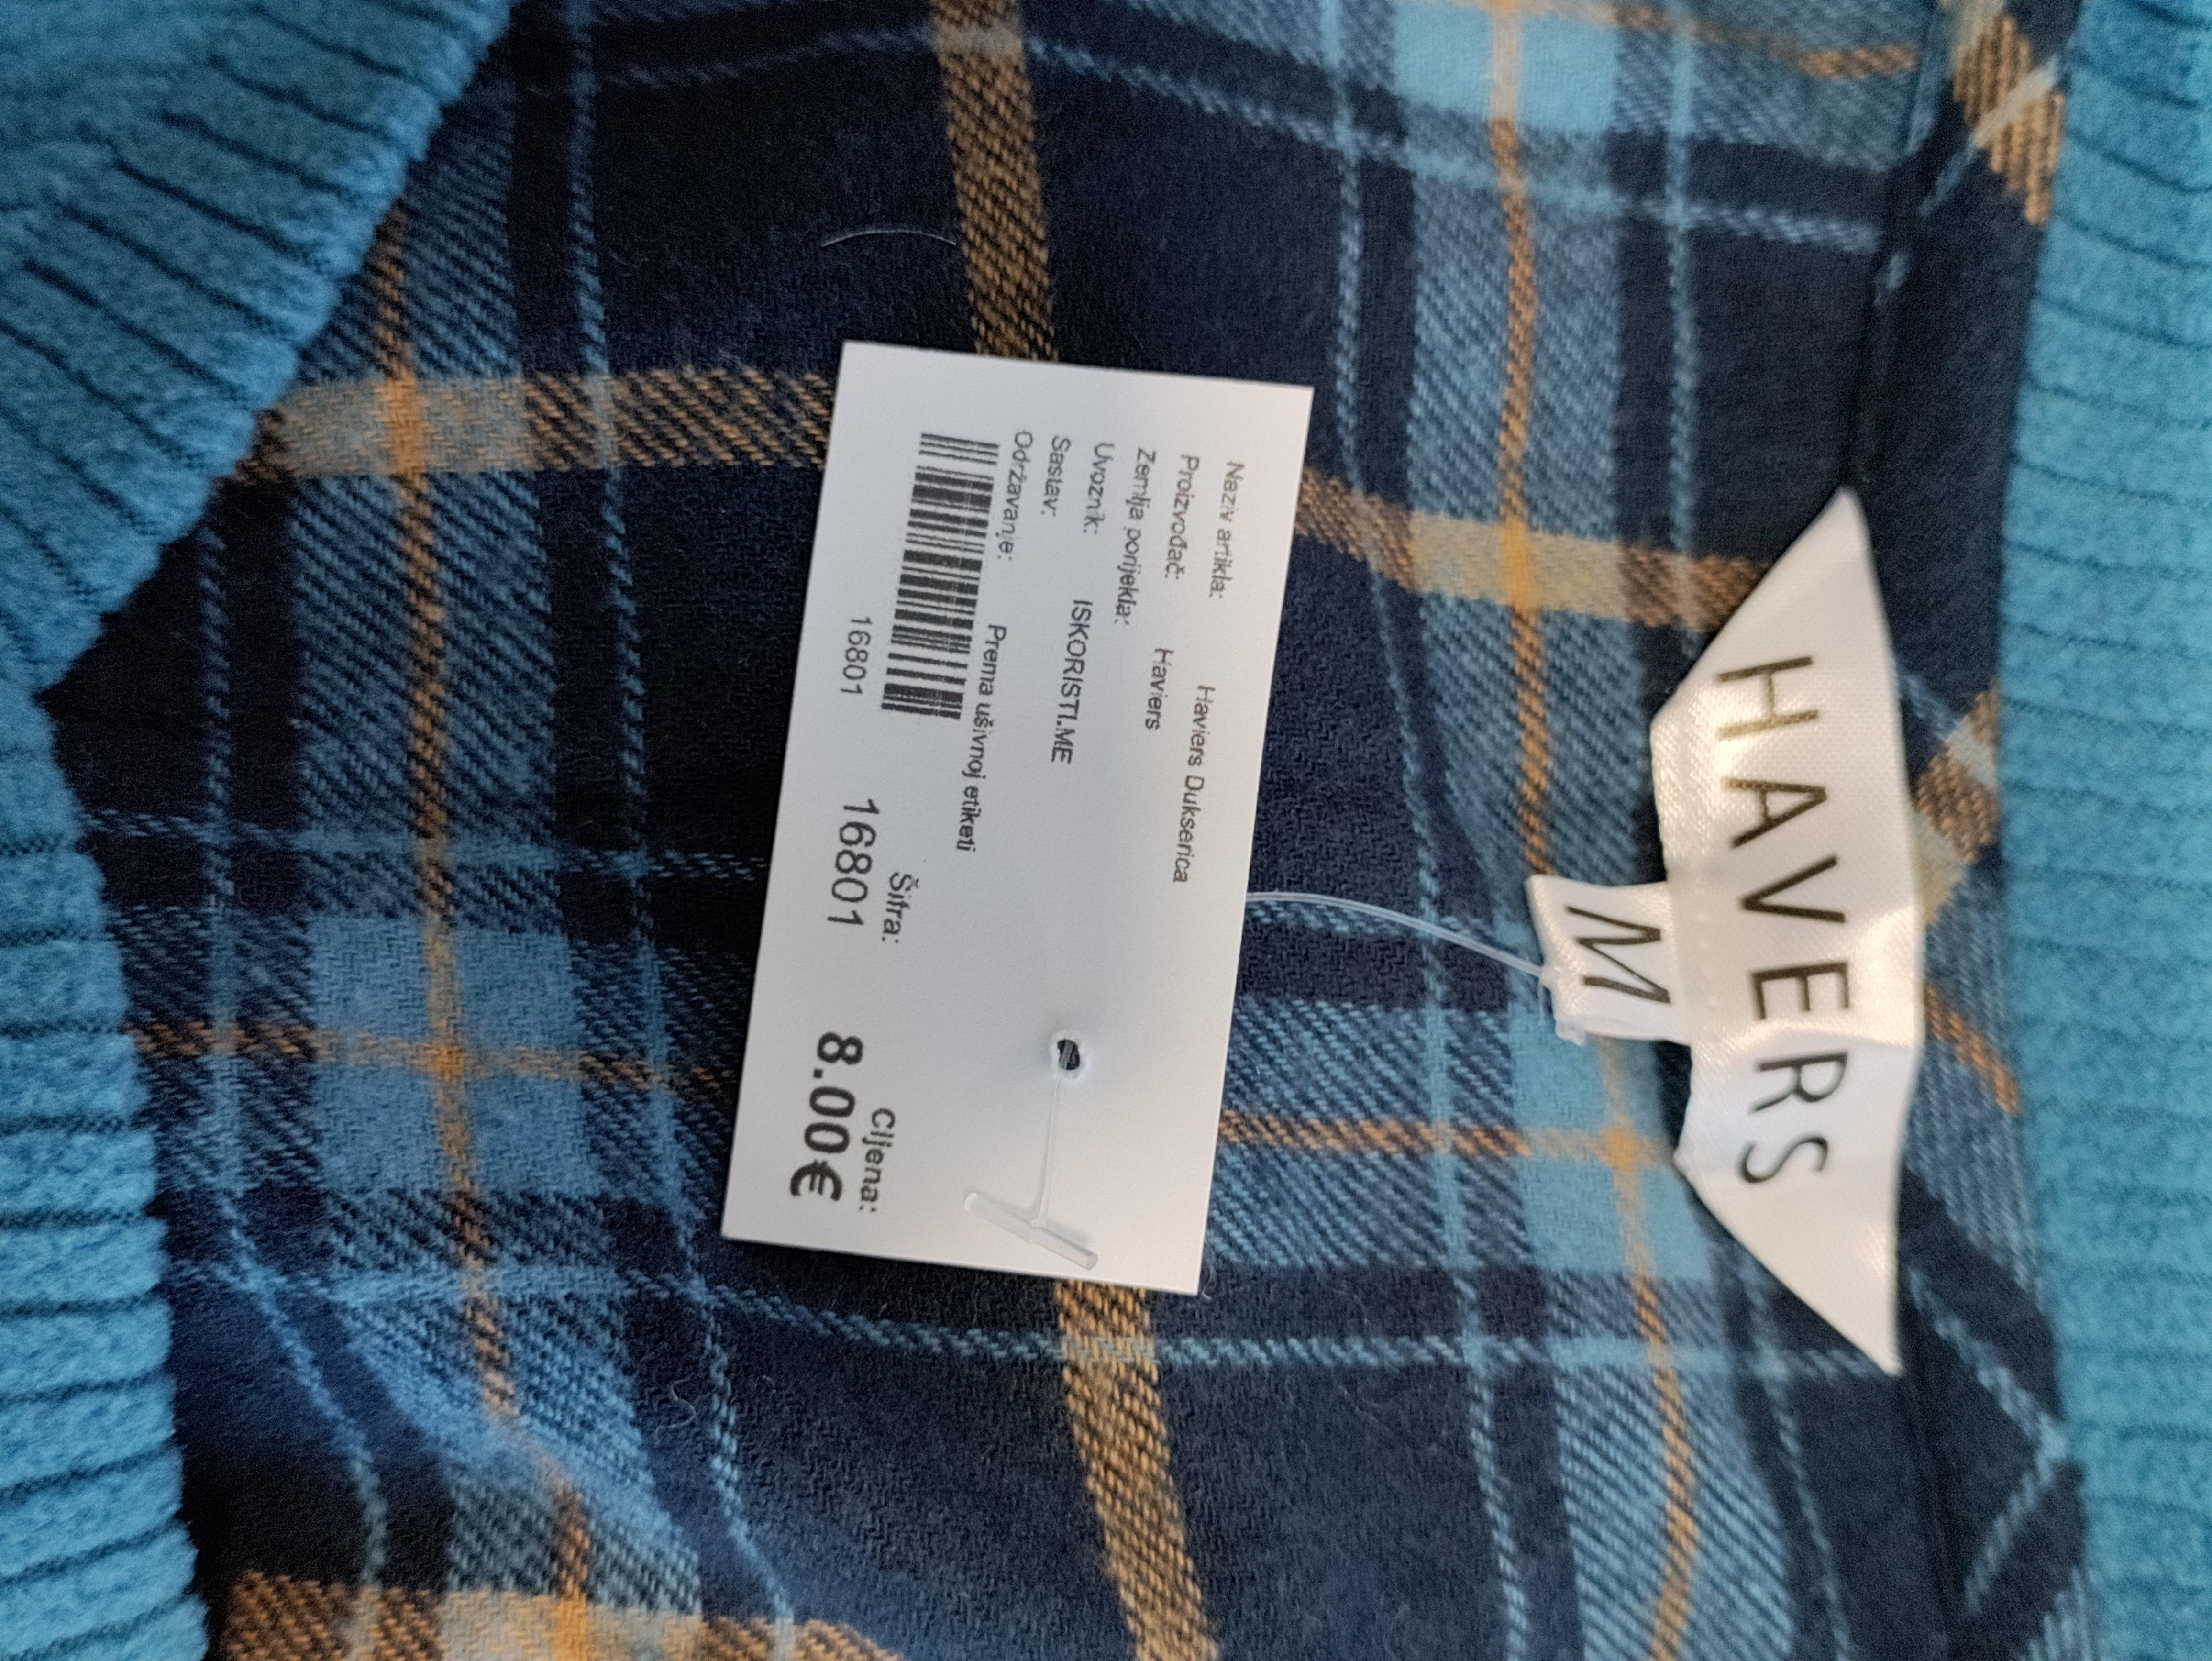 HAVERS
M
Naziv artikla: Haviers Dukserica
Proizvođač: Haviers
Zemlja porijekla:
Uvoznik: ISKORISTI.ME
Sastav:
Održavanje: Prema ušivnoj etiketi
Šifra: Cijena:
16801 16801 8.00€